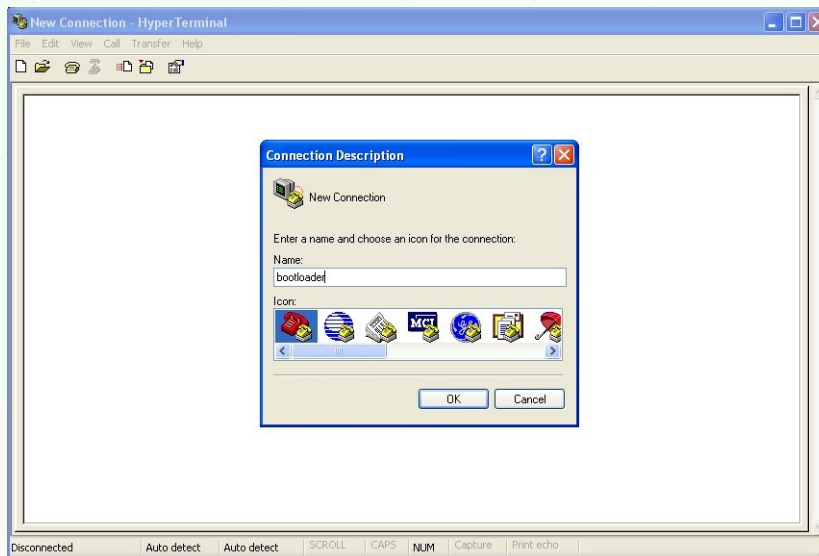 New Connection - HyperTerminal
File Edit View Call Transfer Help
Connection Description
New Connection
Enter a name and choose an icon for the connection:
Name:
bootloader
Icon:
MCI
OK Cancel
Disconnected Auto detect Auto detect SCROLL CAPS NUM Capture Print echo